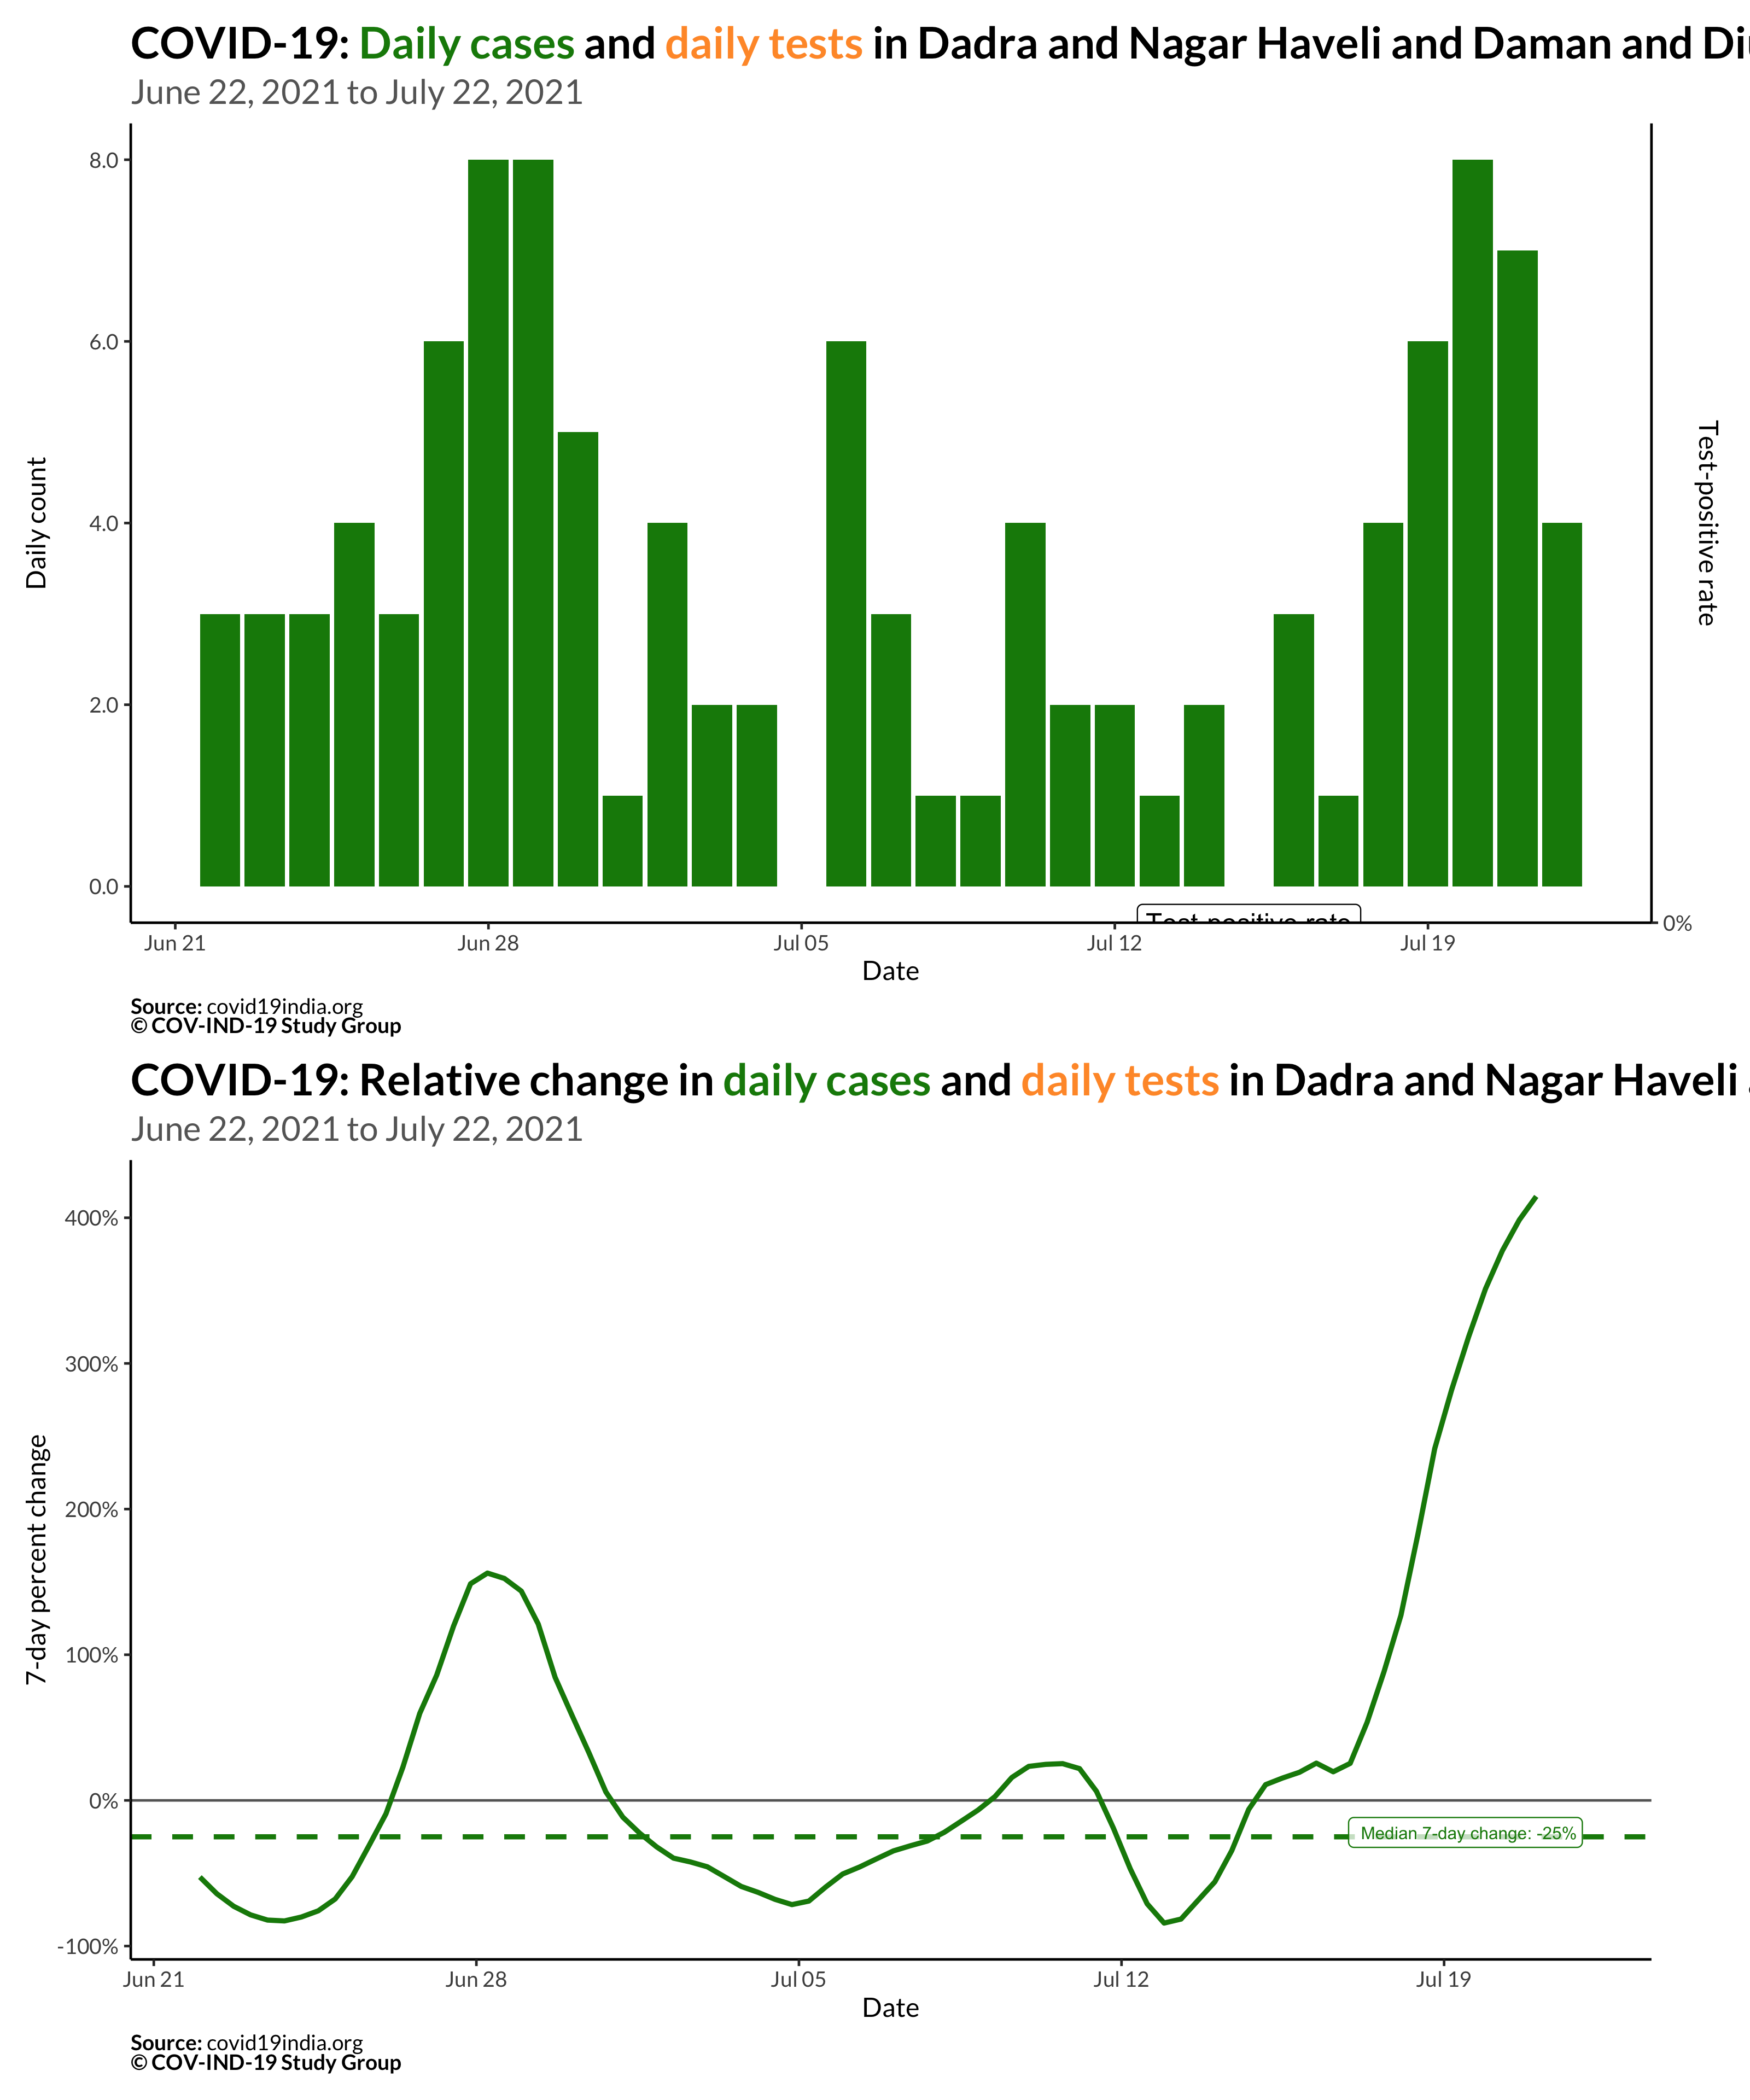 COVID-19: Daily cases and daily tests in Dadra and Nagar Haveli and Daman and Diu
June 22, 2021 to July 22, 2021
8.0
6.0
4.0
2.0
0.0
Daily count
Test-positive rate
Test-positive rate
0%
Jun 21
Jun 28
Jul 05
Jul 12
Jul 19
Date
Source: covid19india.org
© COV-IND-19 Study Group
COVID-19: Relative change in daily cases and daily tests in Dadra and Nagar Haveli
June 22, 2021 to July 22, 2021
400%
300%
200%
100%
0%
-100%
7-day percent change
Median 7-day change: -25%
Jun 21
Jun 28
Jul 05
Jul 12
Jul 19
Date
Source: covid19india.org
© COV-IND-19 Study Group